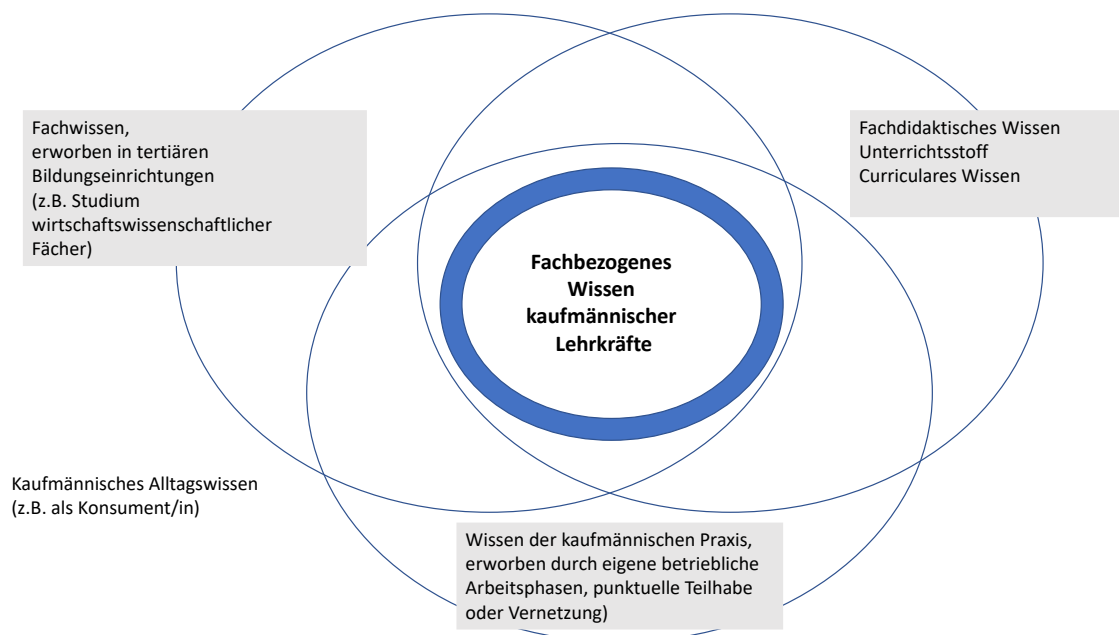 Fachwissen,
erworben in tertiären
Bildungseinrichtungen
(z.B. Studium
wirtschaftswissenschaftlicher
Fächer)
Fachdidaktisches Wissen
Unterrichtsstoff
Curriculares Wissen
Fachbezogenes
Wissen
kaufmännischer
Lehrkräfte
Kaufmännisches Alltagswissen
(z.B. als Konsument/in)
Wissen der kaufmännischen Praxis,
erworben durch eigene betriebliche
Arbeitsphasen, punktuelle Teilhabe
oder Vernetzung)